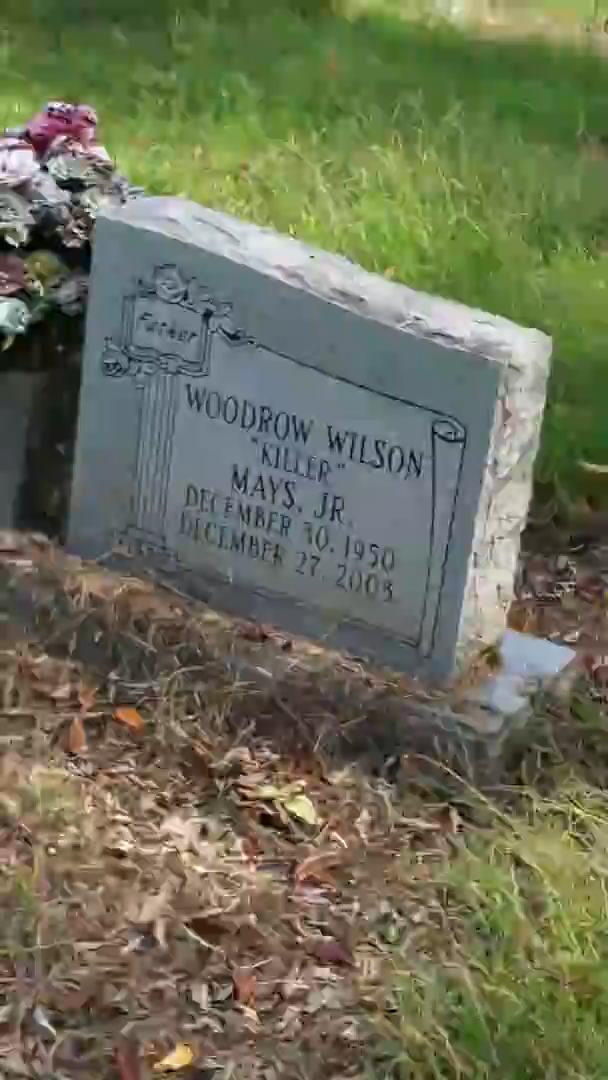 Father
WOODROW WILSON
"KILLER"
MAYS, JR.
DECEMBER 30, 1950
DECEMBER 27, 2008